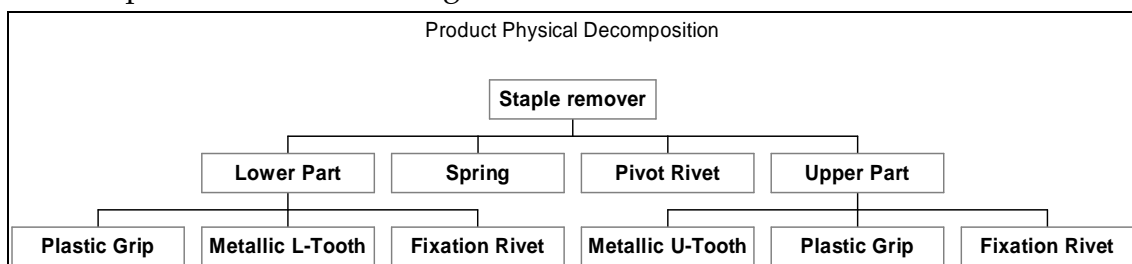 Product Physical Decomposition
Staple remover
Lower Part Spring Pivot Rivet Upper Part
Plastic Grip Metallic L-Tooth Fixation Rivet Metallic U-Tooth Plastic Grip Fixation Rivet